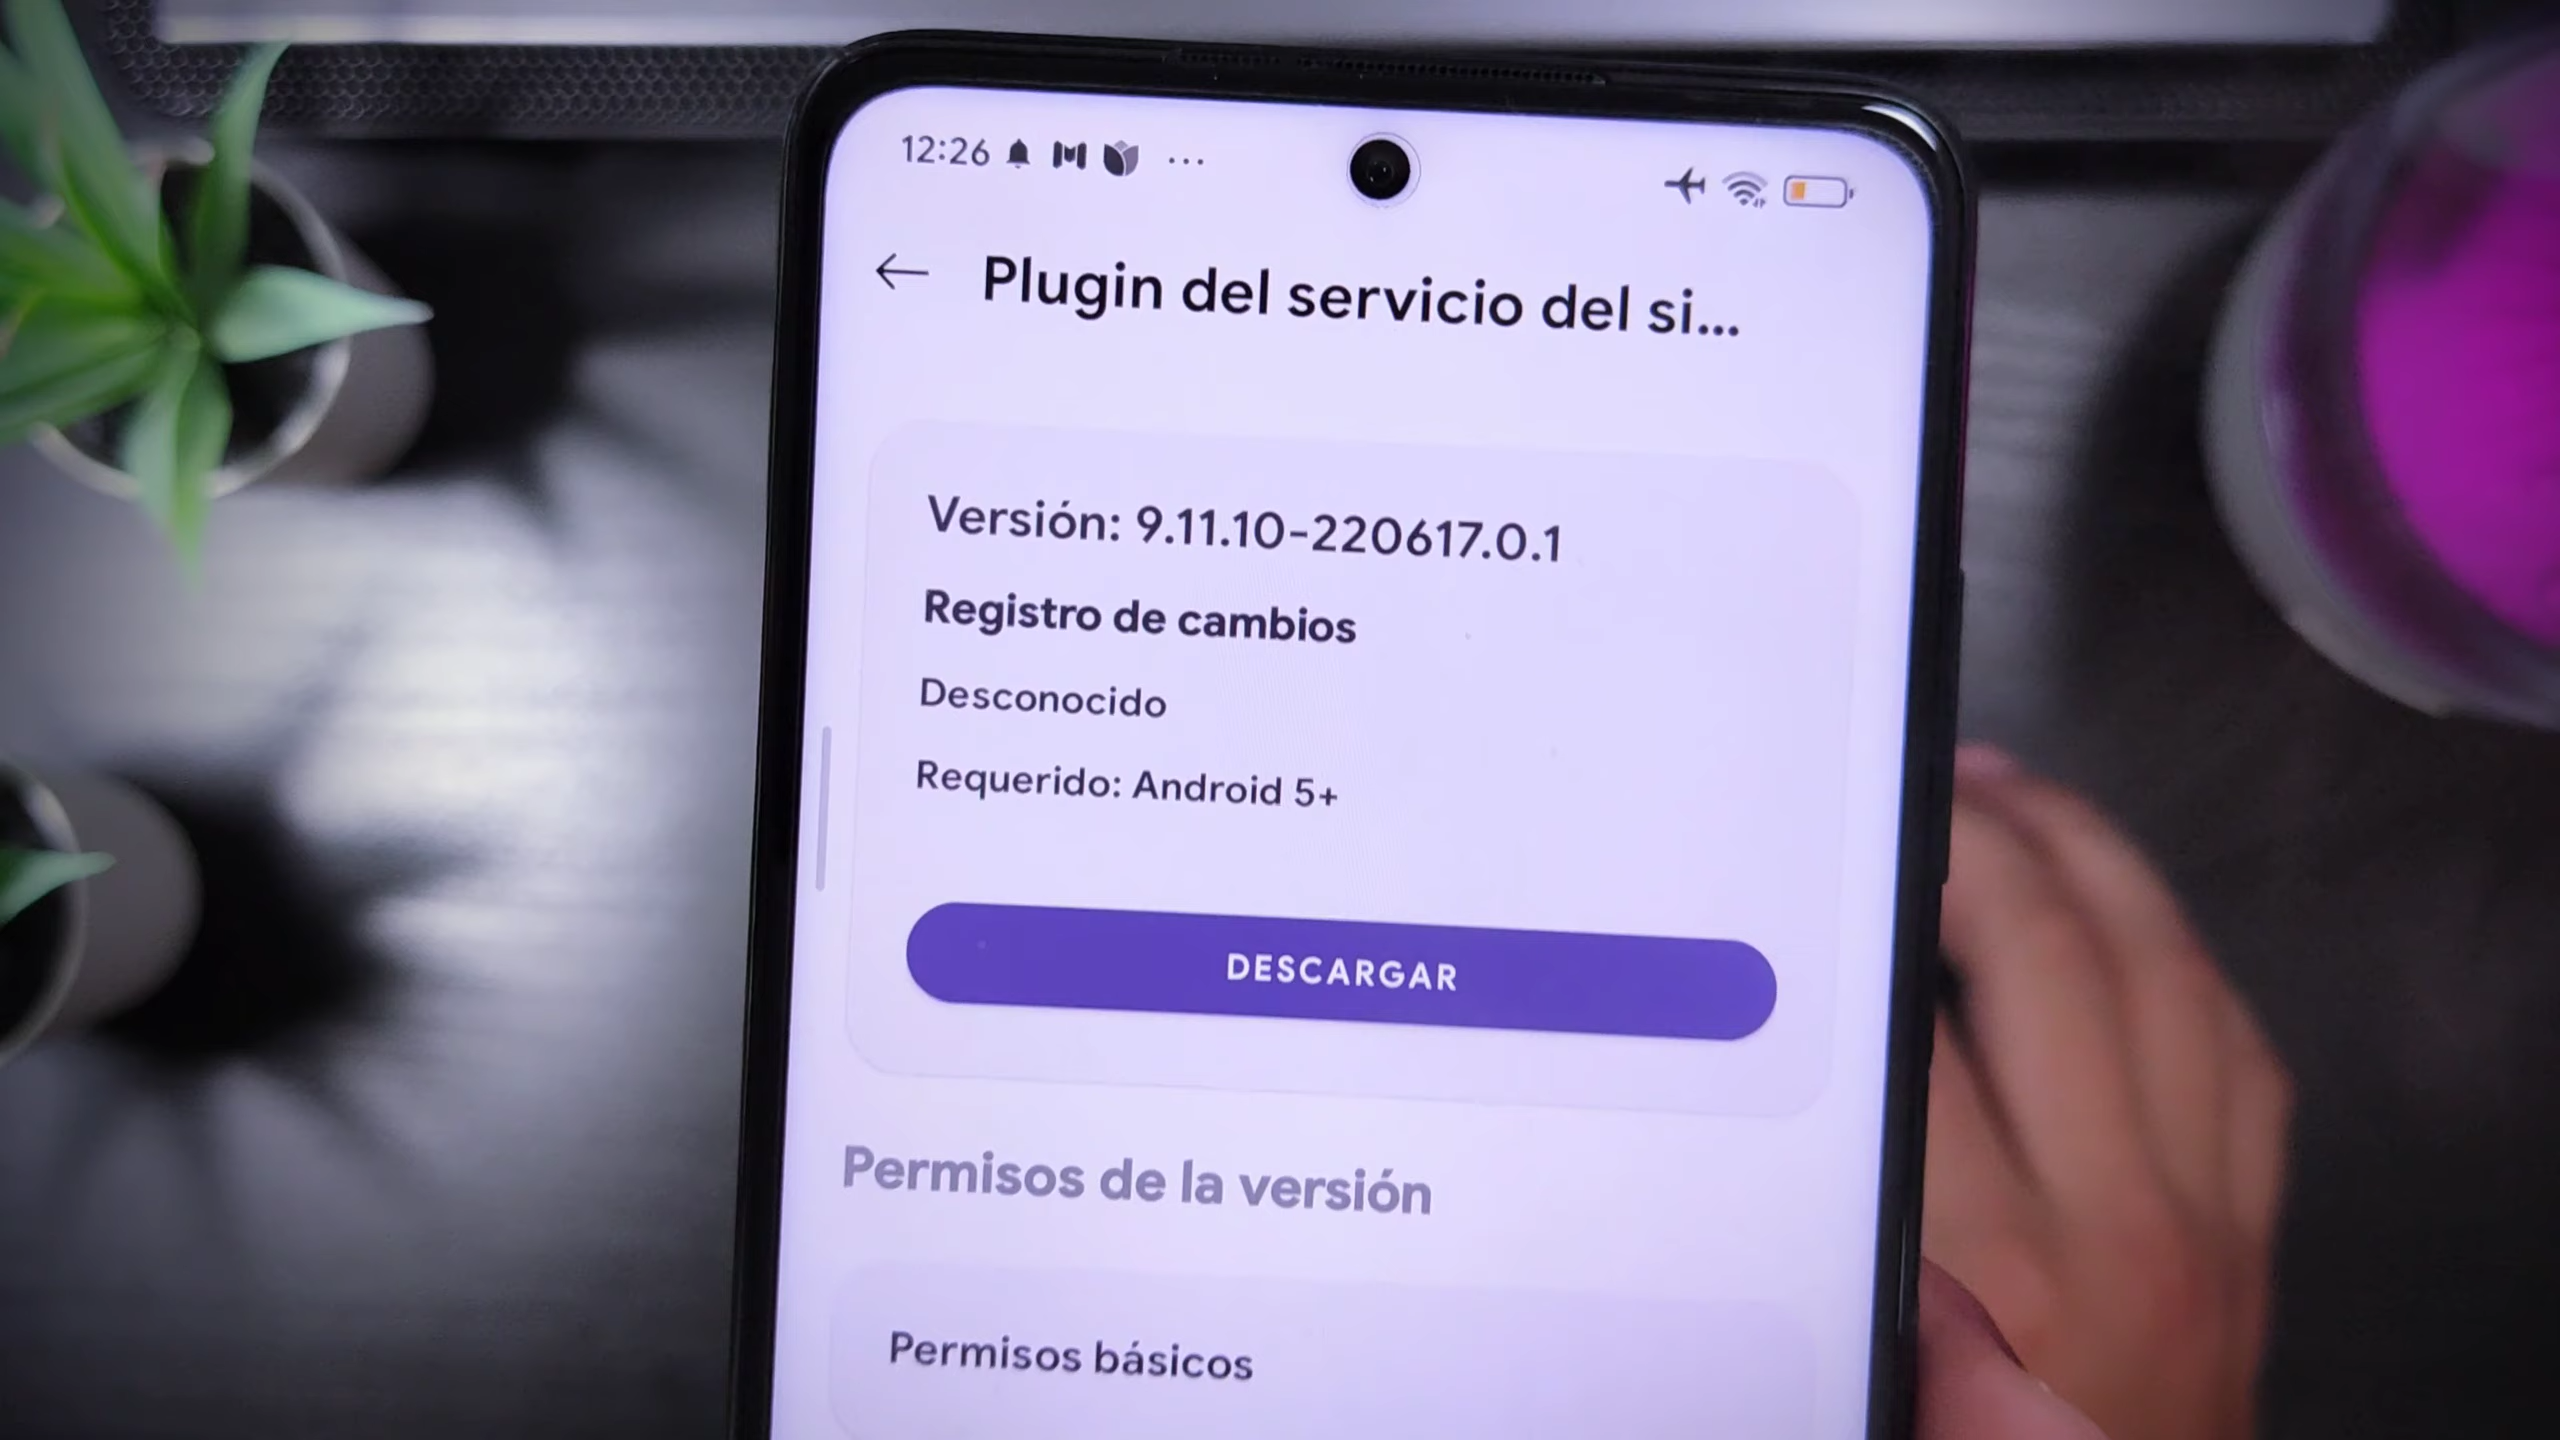 12:26
Plugin del servicio del si...
Versión: 9.11.10-220617.0.1
Registro de cambios
Desconocido
Requerido: Android 5+
DESCARGAR
Permisos de la versión
Permisos básicos